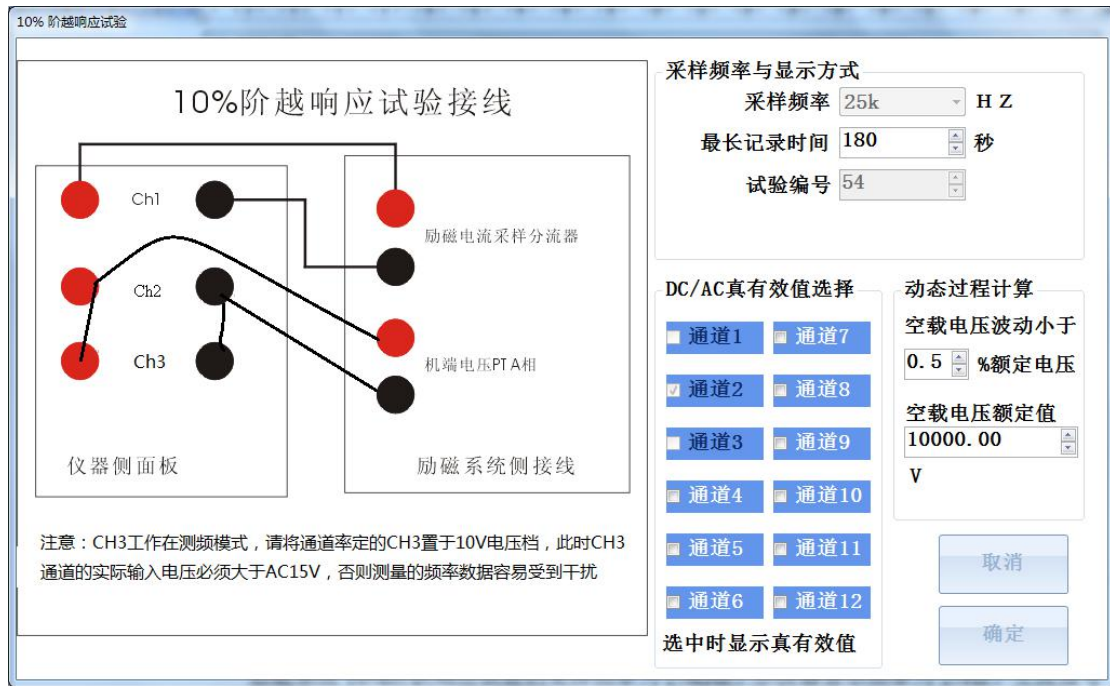 10% 阶越响应试验
10%阶越响应试验接线
Ch1
励磁电流采样分流器
Ch2
Ch3
机端电压PT A相
仪器侧面板
励磁系统侧接线
注意：CH3工作在测频模式，请将通道率定的CH3置于10V电压档，此时CH3
通道的实际输入电压必须大于AC15V，否则测量的频率数据容易受到干扰
采样频率与显示方式
采样频率 25k H Z
最长记录时间 180 秒
试验编号 54
DC/AC真有效值选择
通道1 通道7
通道2 通道8
通道3 通道9
通道4 通道10
通道5 通道11
通道6 通道12
选中时显示真有效值
动态过程计算
空载电压波动小于
0.5 %额定电压
空载电压额定值
10000.00
V
取消
确定